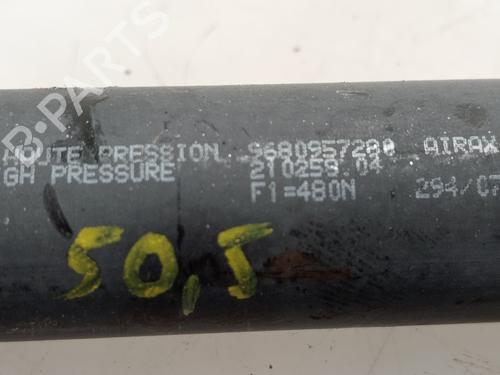 HAUTE PRESSION 9680957280 AIRAX
GH PRESSURE 210259.04
F1=480N 294/07
50,5
B-PARTS